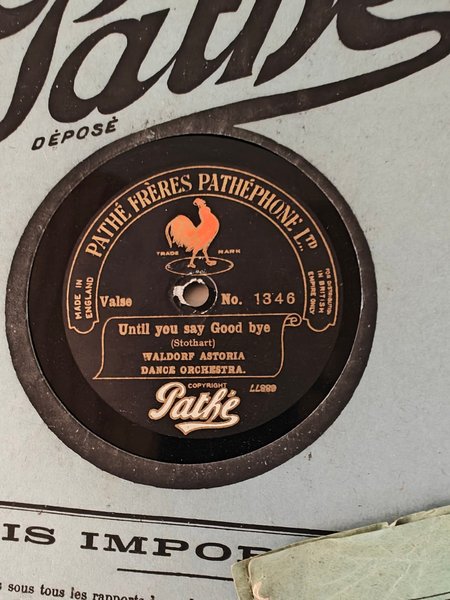 Pathé
DÉPOSÉ
PATHÉ FRÈRES PATHÉPHONE LTD
TRADE MARK
MADE IN
ENGLAND
FOR DISTRIBUTION
IN BRITISH
EMPIRE ONLY
Valse No. 1346
Until you say Good bye
(Stothart)
WALDORF ASTORIA
DANCE ORCHESTRA.
COPYRIGHT
Pathé
IS IMPOR
s sous tous les rapports